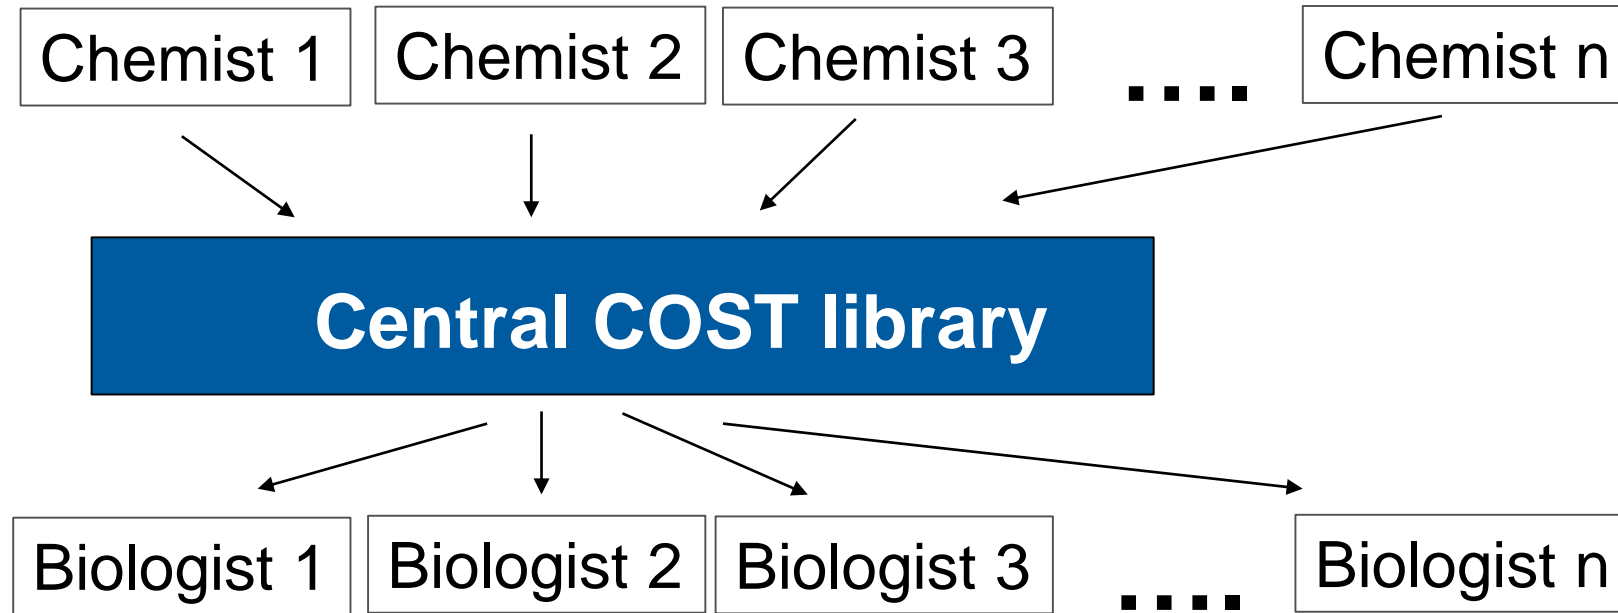 Chemist 1 Chemist 2 Chemist 3 .... Chemist n
Central COST library
Biologist 1 Biologist 2 Biologist 3 .... Biologist n